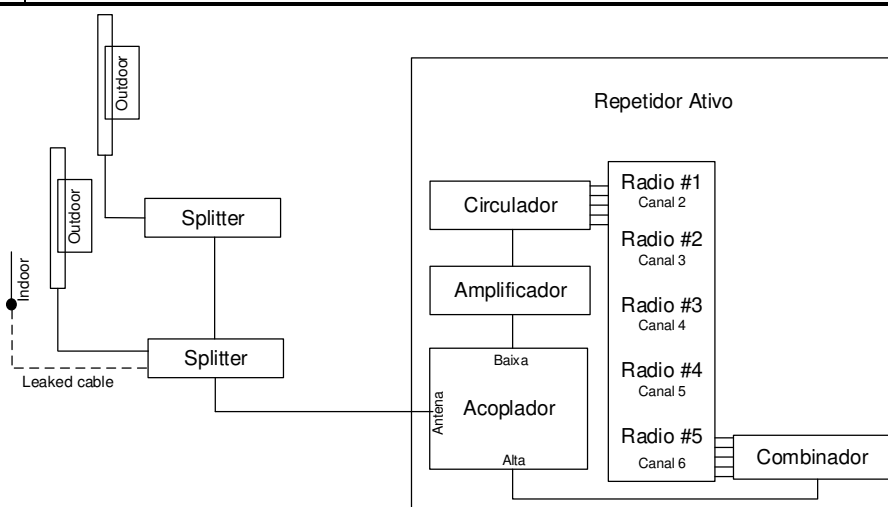 Outdoor
Outdoor
Indoor
Splitter
Splitter
Leaked cable
Repetidor Ativo
Circulador
Amplificador
Baixa
Antena
Acoplador
Alta
Radio #1
Canal 2
Radio #2
Canal 3
Radio #3
Canal 4
Radio #4
Canal 5
Radio #5
Canal 6
Combinador